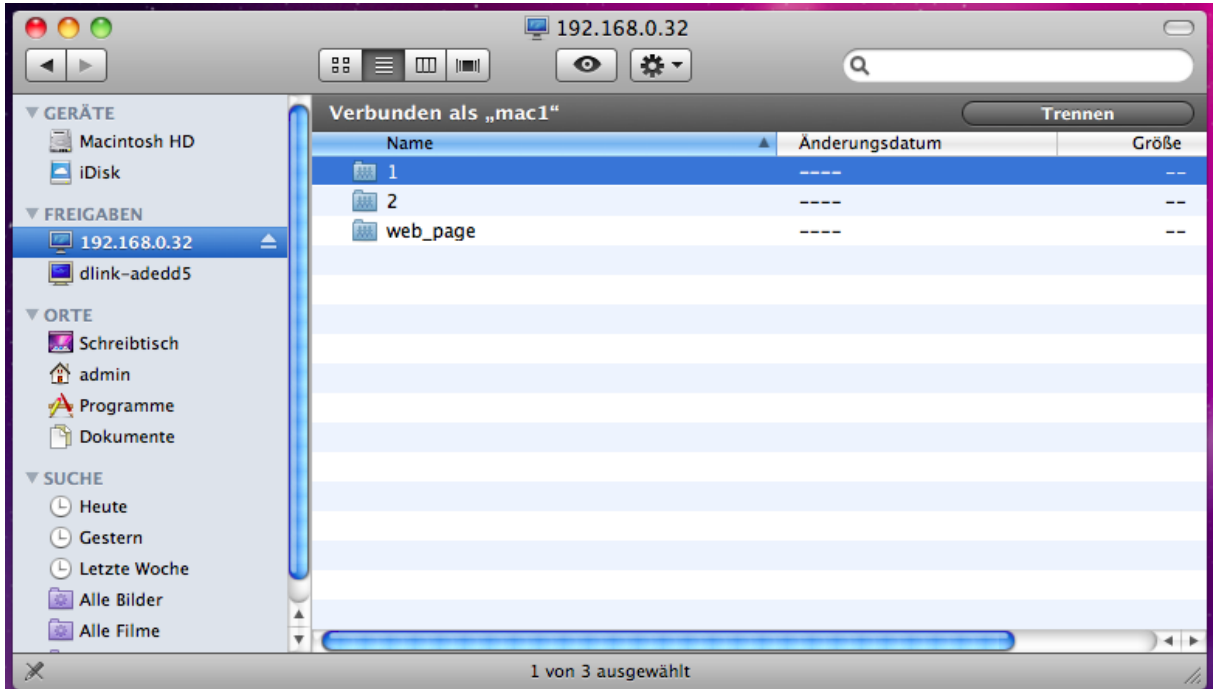 192.168.0.32
GERÄTE
Macintosh HD
iDisk
FREIGABEN
192.168.0.32
dlink-adedd5
ORTE
Schreibtisch
admin
Programme
Dokumente
SUCHE
Heute
Gestern
Letzte Woche
Alle Bilder
Alle Filme
Verbunden als „mac1“ Trennen
Name Änderungsdatum Größe
1 ---- --
2 ---- --
web_page ---- --
1 von 3 ausgewählt